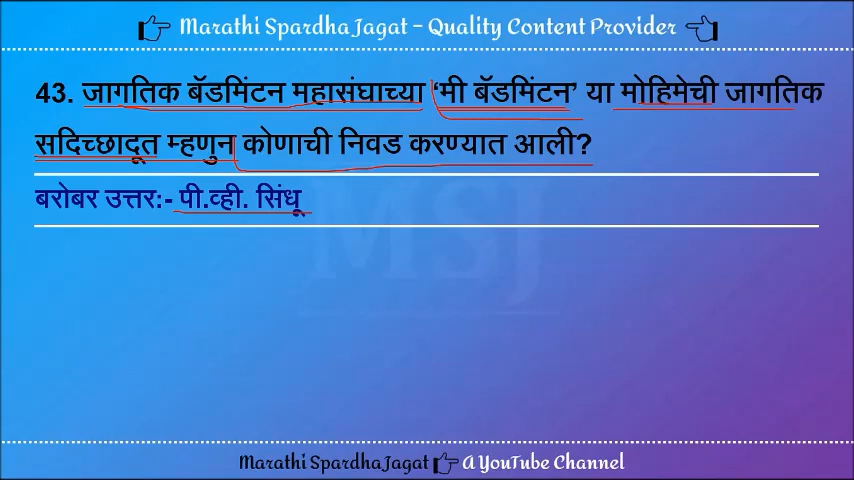 Marathi Spardha Jagat - Quality Content Provider
43. जागतिक बॅडमिंटन महासंघाच्या ‘मी बॅडमिंटन’ या मोहिमेची जागतिक
सदिच्छादूत म्हणुन कोणाची निवड करण्यात आली?
बरोबर उत्तर:- पी.व्ही. सिंधू
MSJ
Marathi Spardha Jagat A YouTube Channel